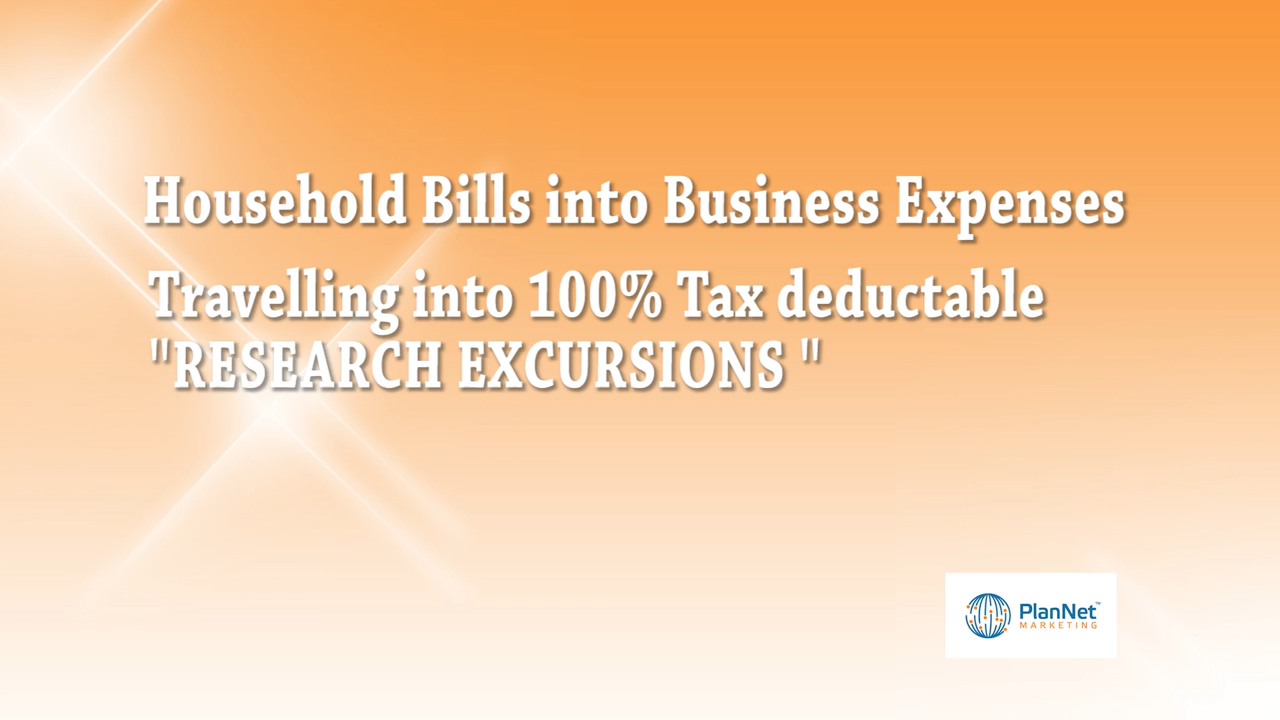 Household Bills into Business Expenses
Travelling into 100% Tax deductable
"RESEARCH EXCURSIONS "
PlanNet™
MARKETING